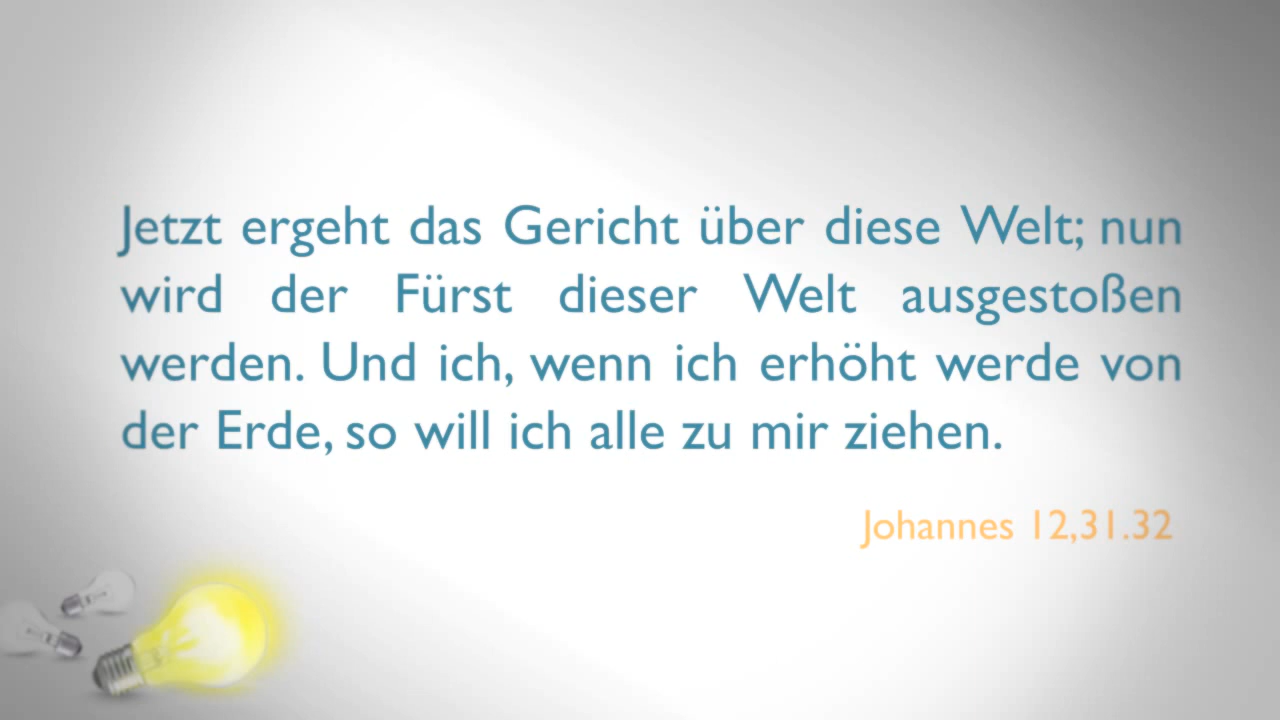 Jetzt ergeht das Gericht über diese Welt; nun
wird der Fürst dieser Welt ausgestoßen
werden. Und ich, wenn ich erhöht werde von
der Erde, so will ich alle zu mir ziehen.
Johannes 12,31.32